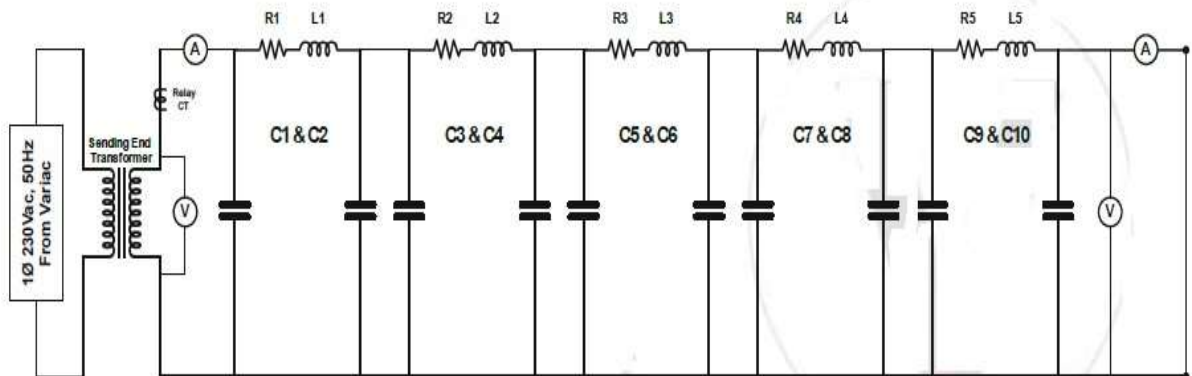 R1 L1 R2 L2 R3 L3 R4 L4 R5 L5
A
A
Relay
CT
C1 & C2 C3 & C4 C5 & C6 C7 & C8 C9 & C10
Sending End
Transformer
1Ø 230Vac, 50Hz
From Variac
V
V